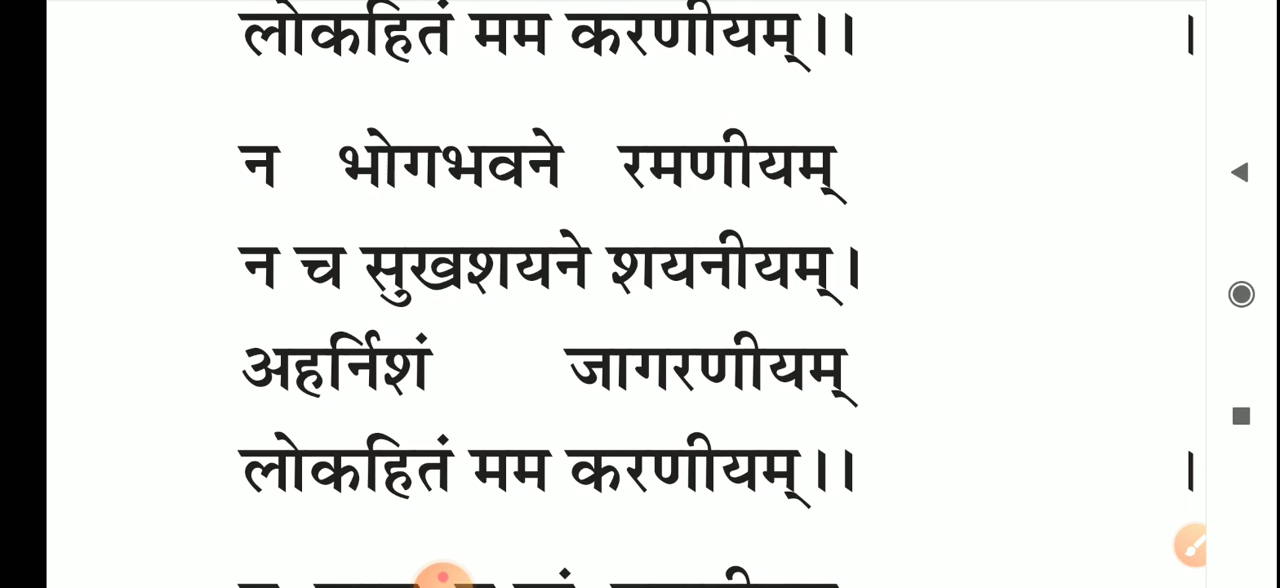 लोकहितं मम करणीयम्।। ।
न भोगभवने रमणीयम्
न च सुखशयने शयनीयम्।
अहर्निशं जागरणीयम्
लोकहितं मम करणीयम्।। ।